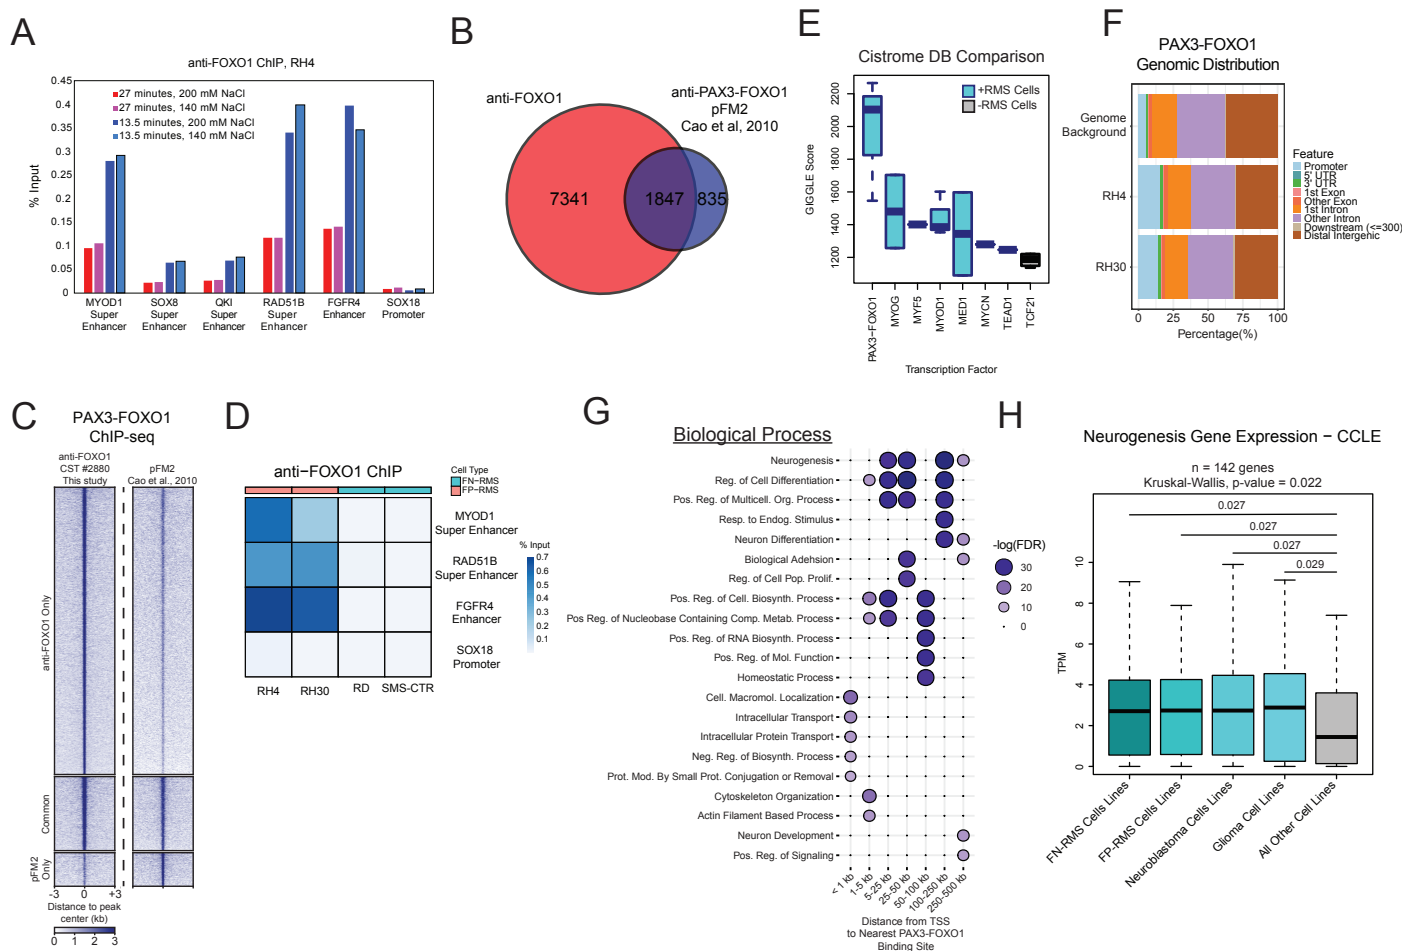 A
anti-FOXO1 ChIP, RH4
27 minutes, 200 mM NaCl
27 minutes, 140 mM NaCl
13.5 minutes, 200 mM NaCl
13.5 minutes, 140 mM NaCl
% Input
0.45
0.4
0.35
0.3
0.25
0.2
0.15
0.1
0.05
0
MYOD1
Super
Enhancer
SOX8
Super
Enhancer
QKI
Super
Enhancer
RAD51B
Super
Enhancer
FGFR4
Enhancer
SOX18
Promoter
B
anti-FOXO1
anti-PAX3-FOXO1
pFM2
Cao et al, 2010
7341
1847
835
E
Cistrome DB Comparison
+RMS Cells
-RMS Cells
GIGGLE Score
2200
2000
1800
1600
1400
1200
PAX3-FOXO1
MYOG
MYF5
MYOD1
MED1
MYCN
TEAD1
TCF21
Transcription Factor
F
PAX3-FOXO1
Genomic Distribution
Genome
Background
RH4
RH30
0
25
50
75
100
Percentage(%)
Feature
Promoter
5' UTR
3' UTR
1st Exon
Other Exon
1st Intron
Other Intron
Downstream (<=300)
Distal Intergenic
C
PAX3-FOXO1
ChIP-seq
anti-FOXO1
CST #2880
This study
pFM2
Cao et al., 2010
anti-FOXO1 Only
Common
pFM2
Only
-3
0
+3
Distance to peak
center (kb)
0
1
2
3
D
anti-FOXO1 ChIP
Cell Type
FN-RMS
FP-RMS
MYOD1
Super Enhancer
RAD51B
Super Enhancer
FGFR4
Enhancer
SOX18
Promoter
RH4
RH30
RD
SMS-CTR
% Input
0.7
0.6
0.5
0.4
0.3
0.2
0.1
G
Biological Process
Neurogenesis
Reg. of Cell Differentiation
Pos. Reg. of Multicell. Org. Process
Resp. to Endog. Stimulus
Neuron Differentiation
Biological Adehsion
Reg. of Cell Pop. Prolif.
Pos. Reg. of Cell. Biosynth. Process
Pos Reg. of Nucleobase Containing Comp. Metab. Process
Pos. Reg. of RNA Biosynth. Process
Pos. Reg. of Mol. Function
Homeostatic Process
Cell. Macromol. Localization
Intracellular Transport
Intracellular Protein Transport
Neg. Reg. of Biosynth. Process
Prot. Mod. By Small Prot. Conjugation or Removal
Cytoskeleton Organization
Actin Filament Based Process
Neuron Development
Pos. Reg. of Signaling
< 1 kb
1-5 kb
5-25 kb
25-50 kb
50-100 kb
100-250 kb
250-500 kb
Distance from TSS
to Nearest PAX3-FOXO1
Binding Site
-log(FDR)
30
20
10
0
H
Neurogenesis Gene Expression − CCLE
n = 142 genes
Kruskal-Wallis, p-value = 0.022
0.027
0.027
0.027
0.029
TPM
10
8
6
4
2
0
FN-RMS Cells Lines
FP-RMS Cells Lines
Neuroblastoma Cells Lines
Glioma Cell Lines
All Other Cell Lines